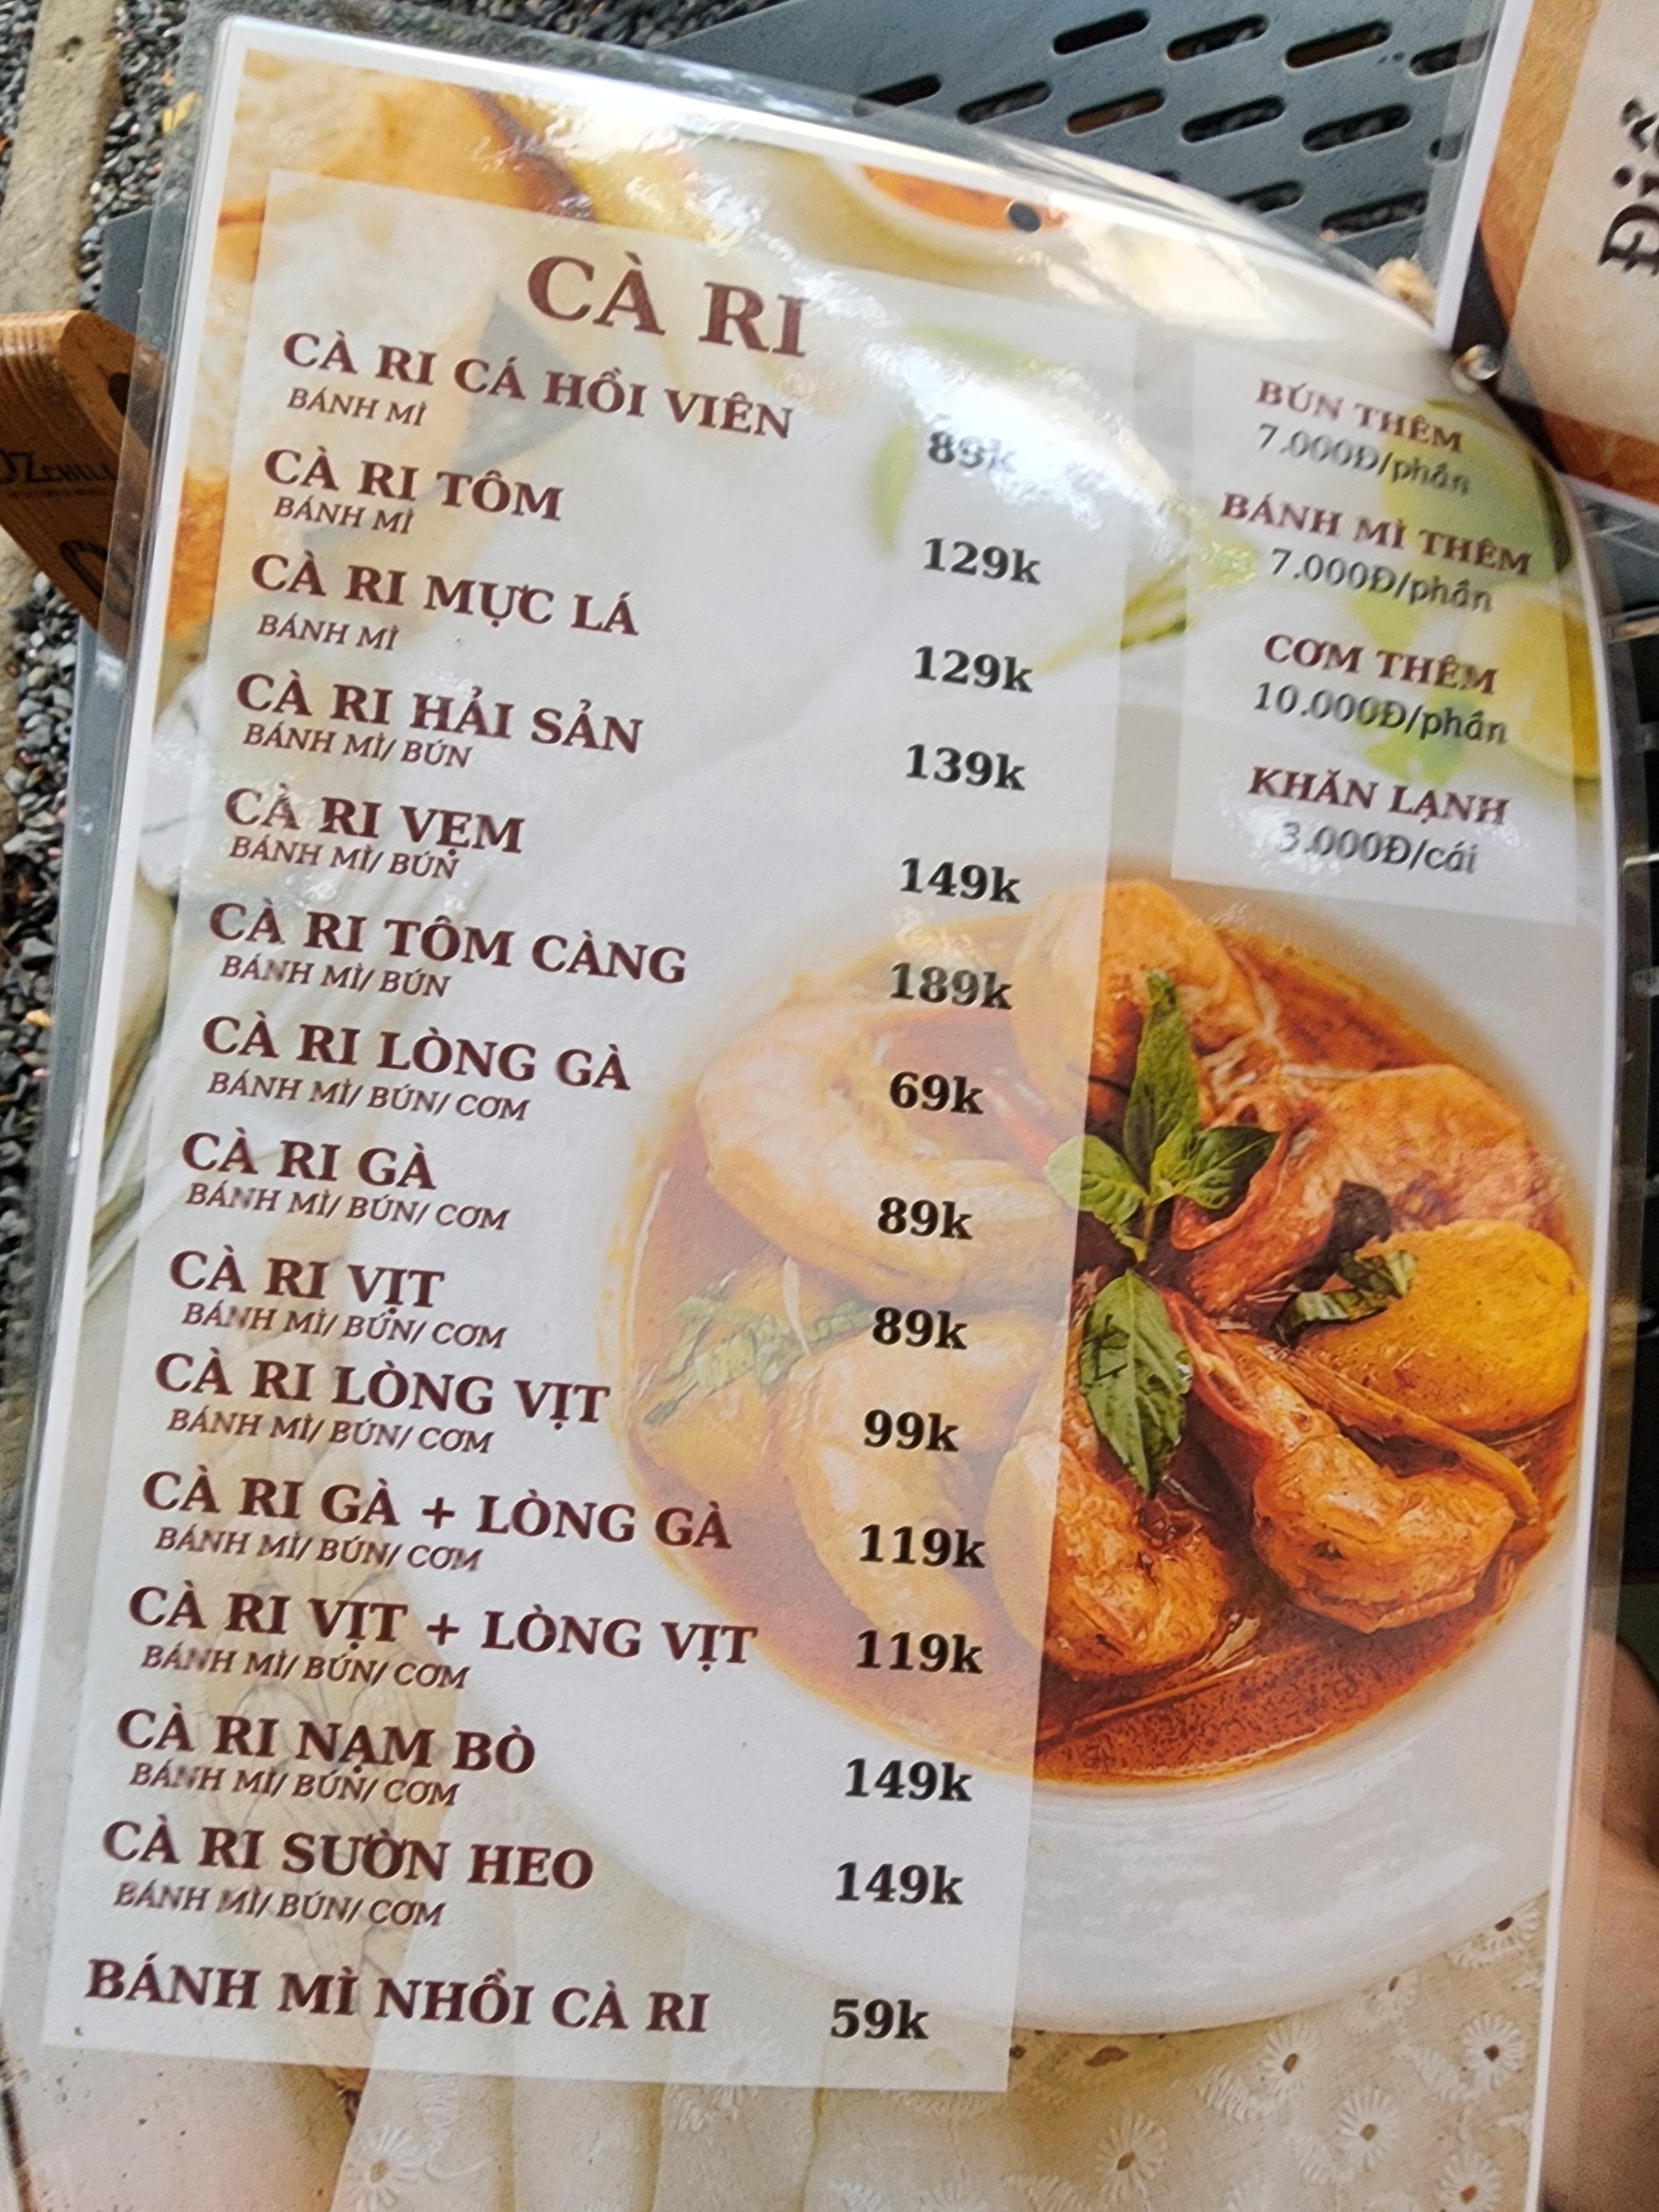 CÀ RI
CÀ RI CÁ HỒI VIÊN
BÁNH MÌ
89k
CÀ RI TÔM
BÁNH MÌ
129k
CÀ RI MỰC LÁ
BÁNH MÌ
129k
CÀ RI HẢI SẢN
BÁNH MÌ/ BÚN
139k
CÀ RI VẸM
BÁNH MÌ/ BÚN
149k
CÀ RI TÔM CÀNG
BÁNH MÌ/ BÚN
189k
CÀ RI LÒNG GÀ
BÁNH MÌ/ BÚN/ CƠM
69k
CÀ RI GÀ
BÁNH MÌ/ BÚN/ CƠM
89k
CÀ RI VỊT
BÁNH MÌ/ BÚN/ CƠM
89k
CÀ RI LÒNG VỊT
BÁNH MÌ/ BÚN/ CƠM
99k
CÀ RI GÀ + LÒNG GÀ
BÁNH MÌ/ BÚN/ CƠM
119k
CÀ RI VỊT + LÒNG VỊT
BÁNH MÌ/ BÚN/ CƠM
119k
CÀ RI NẠM BÒ
BÁNH MÌ/ BÚN/ CƠM
149k
CÀ RI SƯỜN HEO
BÁNH MÌ/ BÚN/ CƠM
149k
BÁNH MÌ NHỒI CÀ RI
59k
BÚN THÊM
7.000Đ/phần
BÁNH MÌ THÊM
7.000Đ/phần
CƠM THÊM
10.000Đ/phần
KHĂN LẠNH
3.000Đ/cái